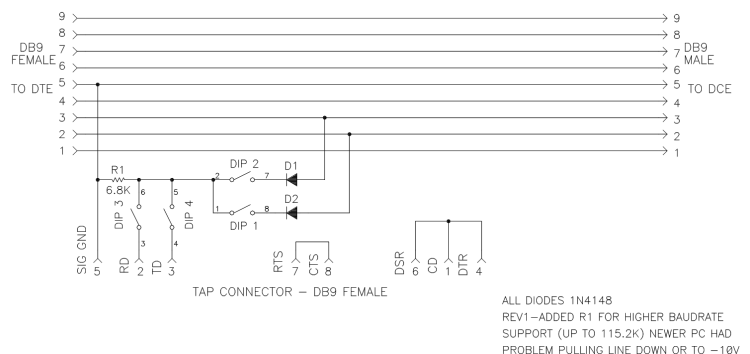 9 9
8 8
DB9 7 7 DB9
FEMALE MALE
6 6
TO DTE 5 5 TO DCE
4 4
3 3
2 2
1 1
R1 DIP 2 D1
6.8K 2 7
6 5
DIP 3 DIP 4 1 8 D2
DIP 1
3 4
SIG GND RD TD RTS CTS DSR CD DTR
5 2 3 7 8 6 1 4
TAP CONNECTOR – DB9 FEMALE
ALL DIODES 1N4148
REV1–ADDED R1 FOR HIGHER BAUDRATE
SUPPORT (UP TO 115.2K) NEWER PC HAD
PROBLEM PULLING LINE DOWN OR TO –10V